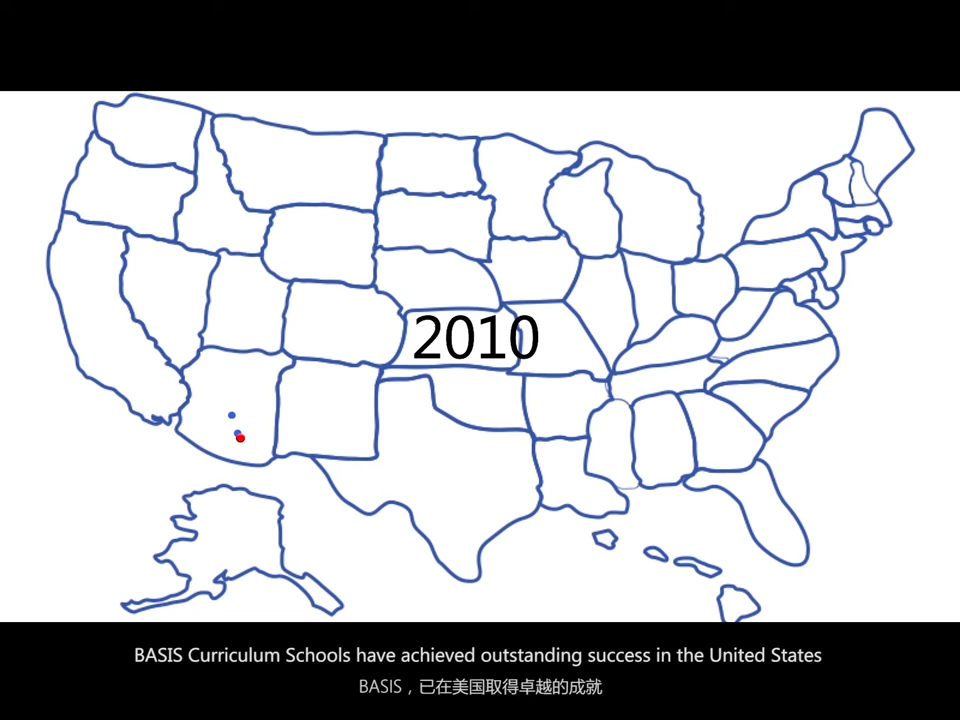 2010
BASIS Curriculum Schools have achieved outstanding success in the United States
BASIS，已在美国取得卓越的成就